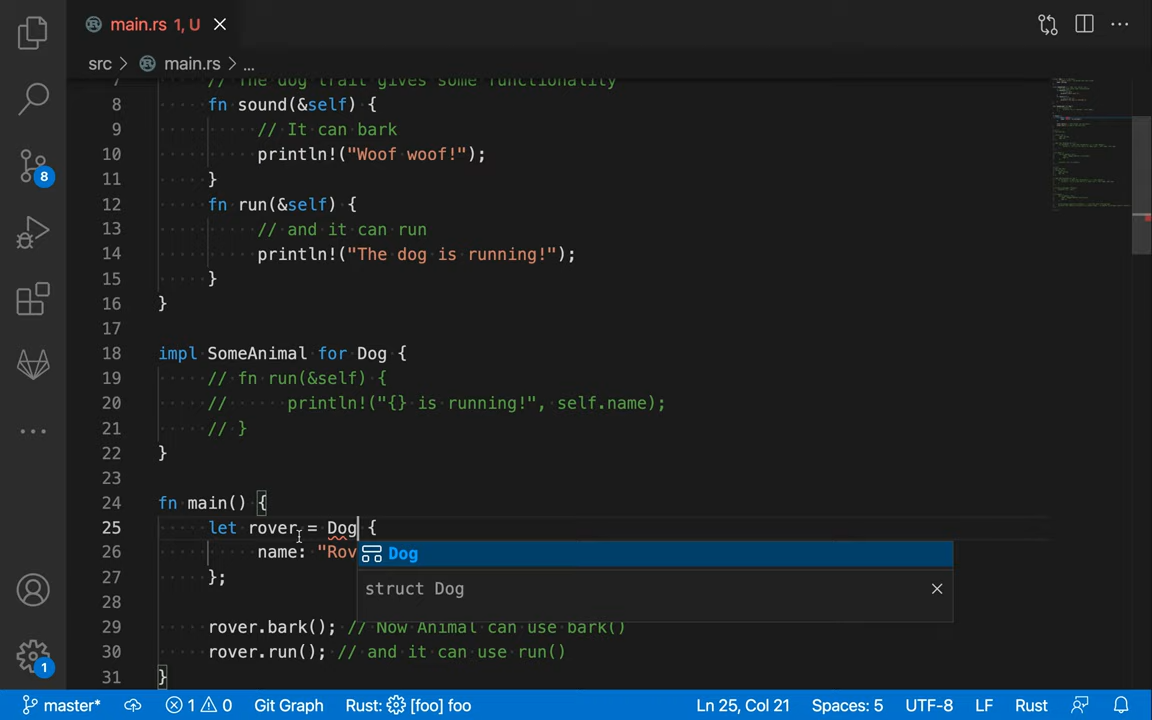 main.rs 1, U
src > main.rs > ...
7 // The dog trait gives some functionality
8 fn sound(&self) {
9 // It can bark
10 println!("Woof woof!");
11 }
12 fn run(&self) {
13 // and it can run
14 println!("The dog is running!");
15 }
16 }
17
18 impl SomeAnimal for Dog {
19 // fn run(&self) {
20 // println!("{} is running!", self.name);
21 // }
22 }
23
24 fn main() {
25 let rover = Dog {
26 name: "Rov
Dog
27 };
struct Dog
28
29 rover.bark(); // Now Animal can use bark()
30 rover.run(); // and it can use run()
31 }
8
1
master* 1 0 Git Graph Rust: [foo] foo Ln 25, Col 21 Spaces: 5 UTF-8 LF Rust